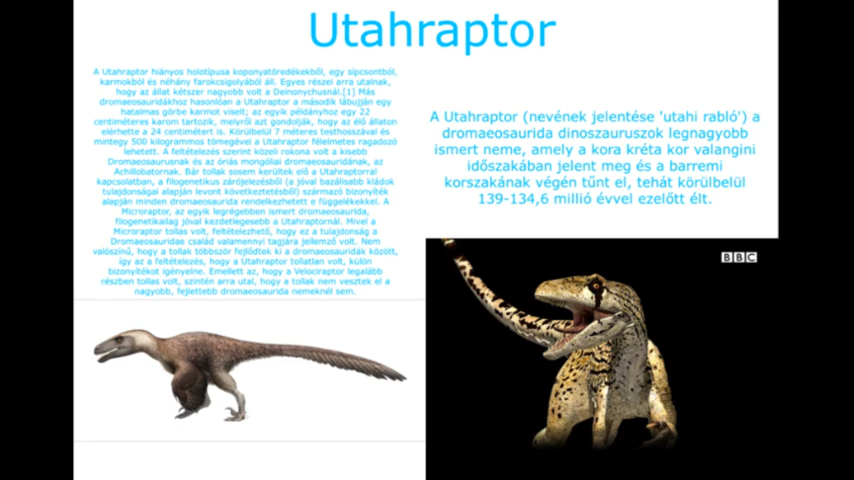 Utahraptor
A Utahraptor hiányos holotípusa koponyatöredékekből, egy sípcsontból,
karmokból és néhány farokcsigolyából áll. Egyes részei arra utalnak,
hogy az állat kétszer nagyobb volt a Deinonychusnál.[1] Más
dromaeosauridákhoz hasonlóan a Utahraptor a második lábujján egy
hatalmas görbe karmot viselt; az egyik példányhoz egy 22
centiméteres karom tartozik, melyről azt gondolják, hogy az élő állaton
elérhette a 24 centimétert is. Körülbelül 7 méteres testhosszával és
mintegy 500 kilogrammos tömegével a Utahraptor félelmetes ragadozó
lehetett. A feltételezés szerint közeli rokona volt a kisebb
Dromaeosaurusnak és az óriás mongóliai dromaeosauridának, az
Achillobatornak. Bár tollak sosem kerültek elő a Utahraptorral
kapcsolatban, a filogenetikus zárójelezésből (a jóval bazálisabb kládok
tulajdonságai alapján levont következtetésből) származó bizonyíték
alapján minden dromaeosaurida rendelkezhetett e függelékekkel. A
Microraptor, az egyik legrégebben ismert dromaeosaurida,
filogenetikailag jóval kezdetlegesebb a Utahraptornál. Mivel a
Microraptor tollas volt, feltételezhető, hogy ez a tulajdonság a
Dromaeosauridae család valamennyi tagjára jellemző volt. Nem
valószínű, hogy a tollak többször fejlődtek ki a dromaeosauridák között,
így az a feltételezés, hogy a Utahraptor tollatlan volt, külön
bizonyítékot igényelne. Emellett az, hogy a Velociraptor legalább
részben tollas volt, szintén arra utal, hogy a tollak nem vesztek el a
nagyobb, fejlettebb dromaeosaurida nemeknél sem.
A Utahraptor (nevének jelentése 'utahi rabló') a
dromaeosaurida dinoszauruszok legnagyobb
ismert neme, amely a kora kréta kor valangini
időszakában jelent meg és a barremi
korszakának végén tűnt el, tehát körülbelül
139-134,6 millió évvel ezelőtt élt.
BBC